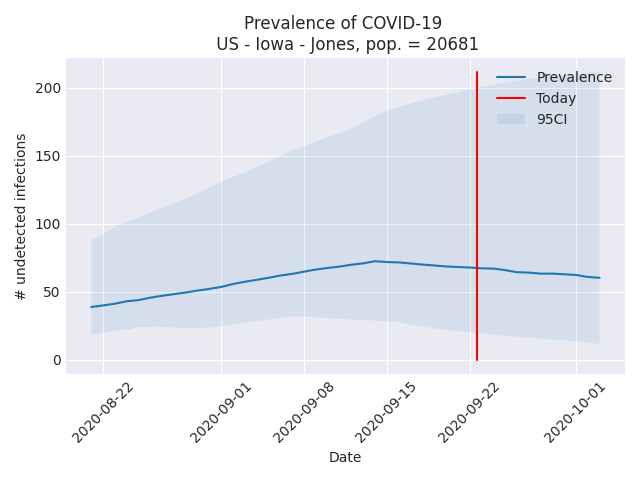 Prevalence of COVID-19
US - Iowa - Jones, pop. = 20681
Prevalence
Today
95CI
# undetected infections
200
150
100
50
0
2020-08-22
2020-09-01
2020-09-08
2020-09-15
2020-09-22
2020-10-01
Date